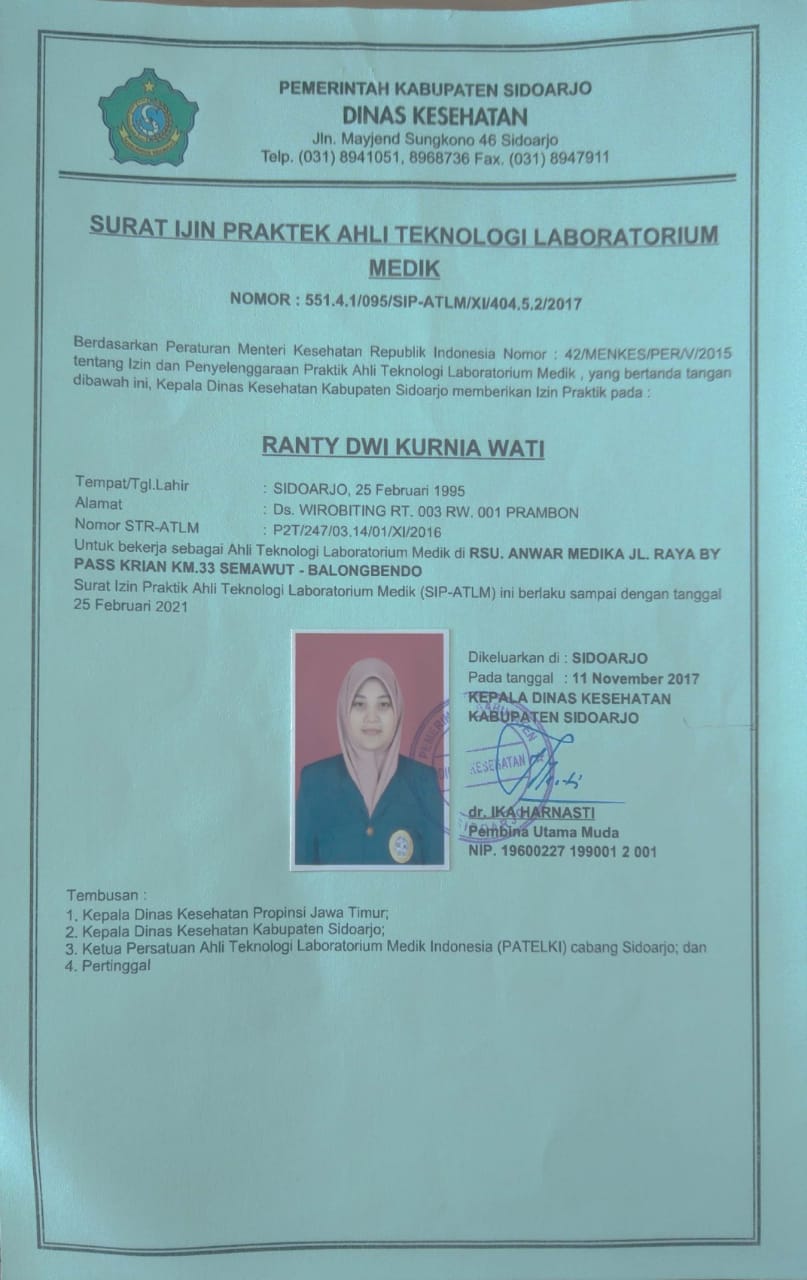 PEMERINTAH KABUPATEN SIDOARJO
DINAS KESEHATAN
Jln. Mayjend Sungkono 46 Sidoarjo
Telp. (031) 8941051, 8968736 Fax. (031) 8947911
SURAT IJIN PRAKTEK AHLI TEKNOLOGI LABORATORIUM
MEDIK
NOMOR : 551.4.1/095/SIP-ATLM/XI/404.5.2/2017
Berdasarkan Peraturan Menteri Kesehatan Republik Indonesia Nomor : 42/MENKES/PER/V/2015
tentang Izin dan Penyelenggaraan Praktik Ahli Teknologi Laboratorium Medik , yang bertanda tangan
dibawah ini, Kepala Dinas Kesehatan Kabupaten Sidoarjo memberikan Izin Praktik pada :
RANTY DWI KURNIA WATI
Tempat/Tgl.Lahir : SIDOARJO, 25 Februari 1995
Alamat : Ds. WIROBITING RT. 003 RW. 001 PRAMBON
Nomor STR-ATLM : P2T/247/03.14/01/XI/2016
Untuk bekerja sebagai Ahli Teknologi Laboratorium Medik di RSU. ANWAR MEDIKA JL. RAYA BY
PASS KRIAN KM.33 SEMAWUT - BALONGBENDO
Surat Izin Praktik Ahli Teknologi Laboratorium Medik (SIP-ATLM) ini berlaku sampai dengan tanggal
25 Februari 2021
Dikeluarkan di : SIDOARJO
Pada tanggal : 11 November 2017
KEPALA DINAS KESEHATAN
KABUPATEN SIDOARJO
KESEHATAN
SIDOARJO
dr. IKA HARNASTI
Pembina Utama Muda
NIP. 19600227 199001 2 001
Tembusan :
1. Kepala Dinas Kesehatan Propinsi Jawa Timur;
2. Kepala Dinas Kesehatan Kabupaten Sidoarjo;
3. Ketua Persatuan Ahli Teknologi Laboratorium Medik Indonesia (PATELKI) cabang Sidoarjo; dan
4. Pertinggal